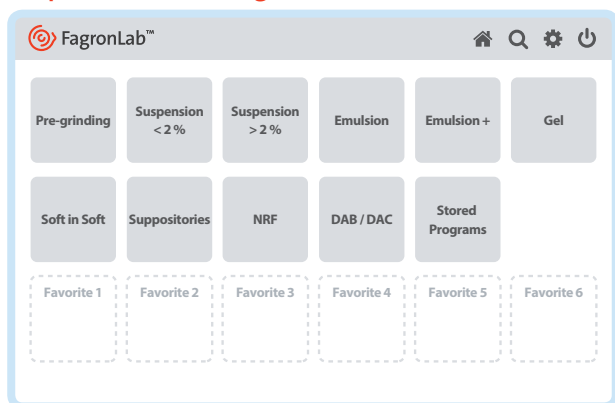 FagronLab™
Pre-grinding
Suspension
< 2 %
Suspension
> 2 %
Emulsion
Emulsion +
Gel
Soft in Soft
Suppositories
NRF
DAB / DAC
Stored
Programs
Favorite 1
Favorite 2
Favorite 3
Favorite 4
Favorite 5
Favorite 6